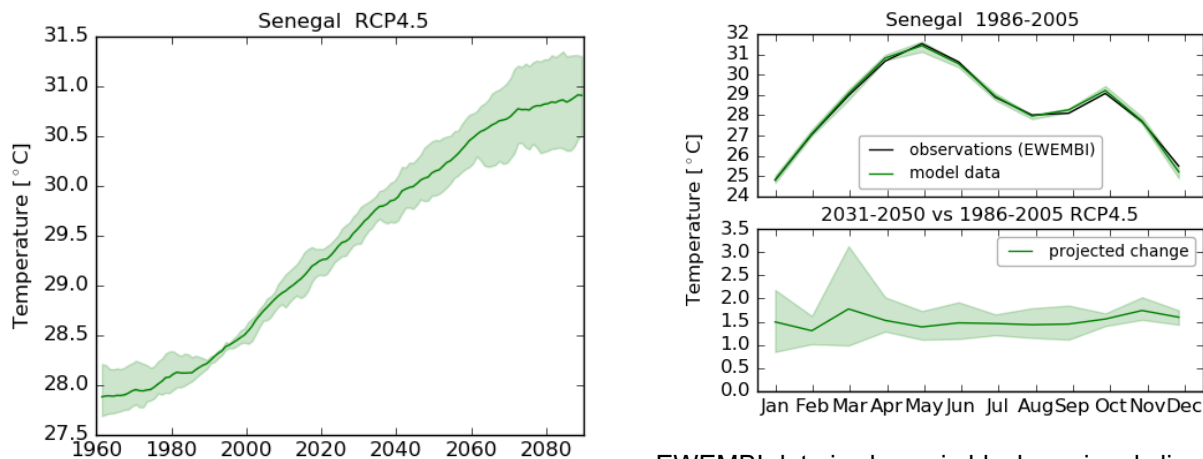 Senegal RCP4.5
Temperature [°C]
31.5
31.0
30.5
30.0
29.5
29.0
28.5
28.0
27.5
1960 1980 2000 2020 2040 2060 2080
Senegal 1986-2005
Temperature [°C]
32
31
30
29
28
27
26
25
24
observations (EWEMBI)
model data
2031-2050 vs 1986-2005 RCP4.5
3.5
3.0
2.5
2.0
1.5
1.0
0.5
0.0
projected change
Jan Feb Mar Apr May Jun Jul Aug Sep Oct Nov Dec